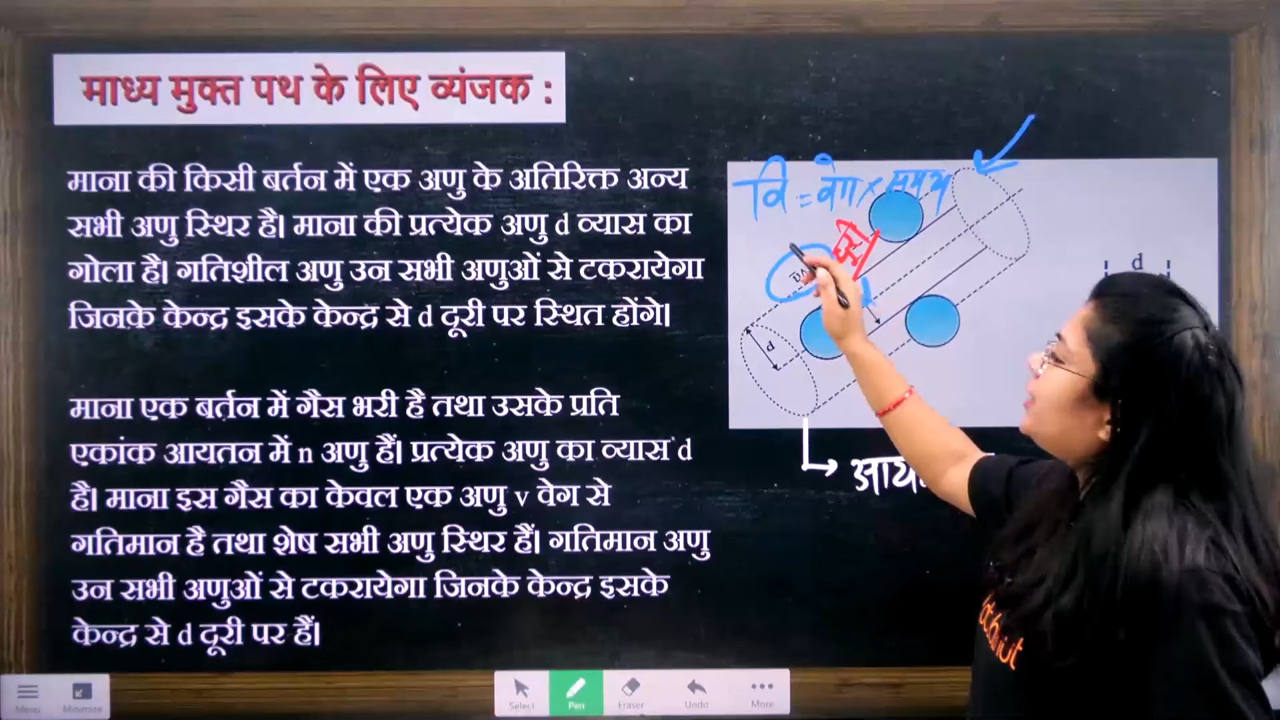 माध्य मुक्त पथ के लिए व्यंजक :
माना की किसी बर्तन में एक अणु के अतिरिक्त अन्य
सभी अणु स्थिर है। माना की प्रत्येक अणु d व्यास का
गोला है। गतिशील अणु उन सभी अणुओं से टकरायेगा
जिनके केन्द्र इसके केन्द्र से d दूरी पर स्थित होंगे।
माना एक बर्तन में गैस भरी है तथा उसके प्रति
एकांक आयतन में n अणु हैं। प्रत्येक अणु का व्यास d
है। माना इस गैस का केवल एक अणु v वेग से
गतिमान है तथा शेष सभी अणु स्थिर हैं। गतिमान अणु
उन सभी अणुओं से टकरायेगा जिनके केन्द्र इसके
केन्द्र से d दूरी पर हैं।
वि = वेग x समय
d
d
Menu
Minimize
Select
Pen
Eraser
Undo
More